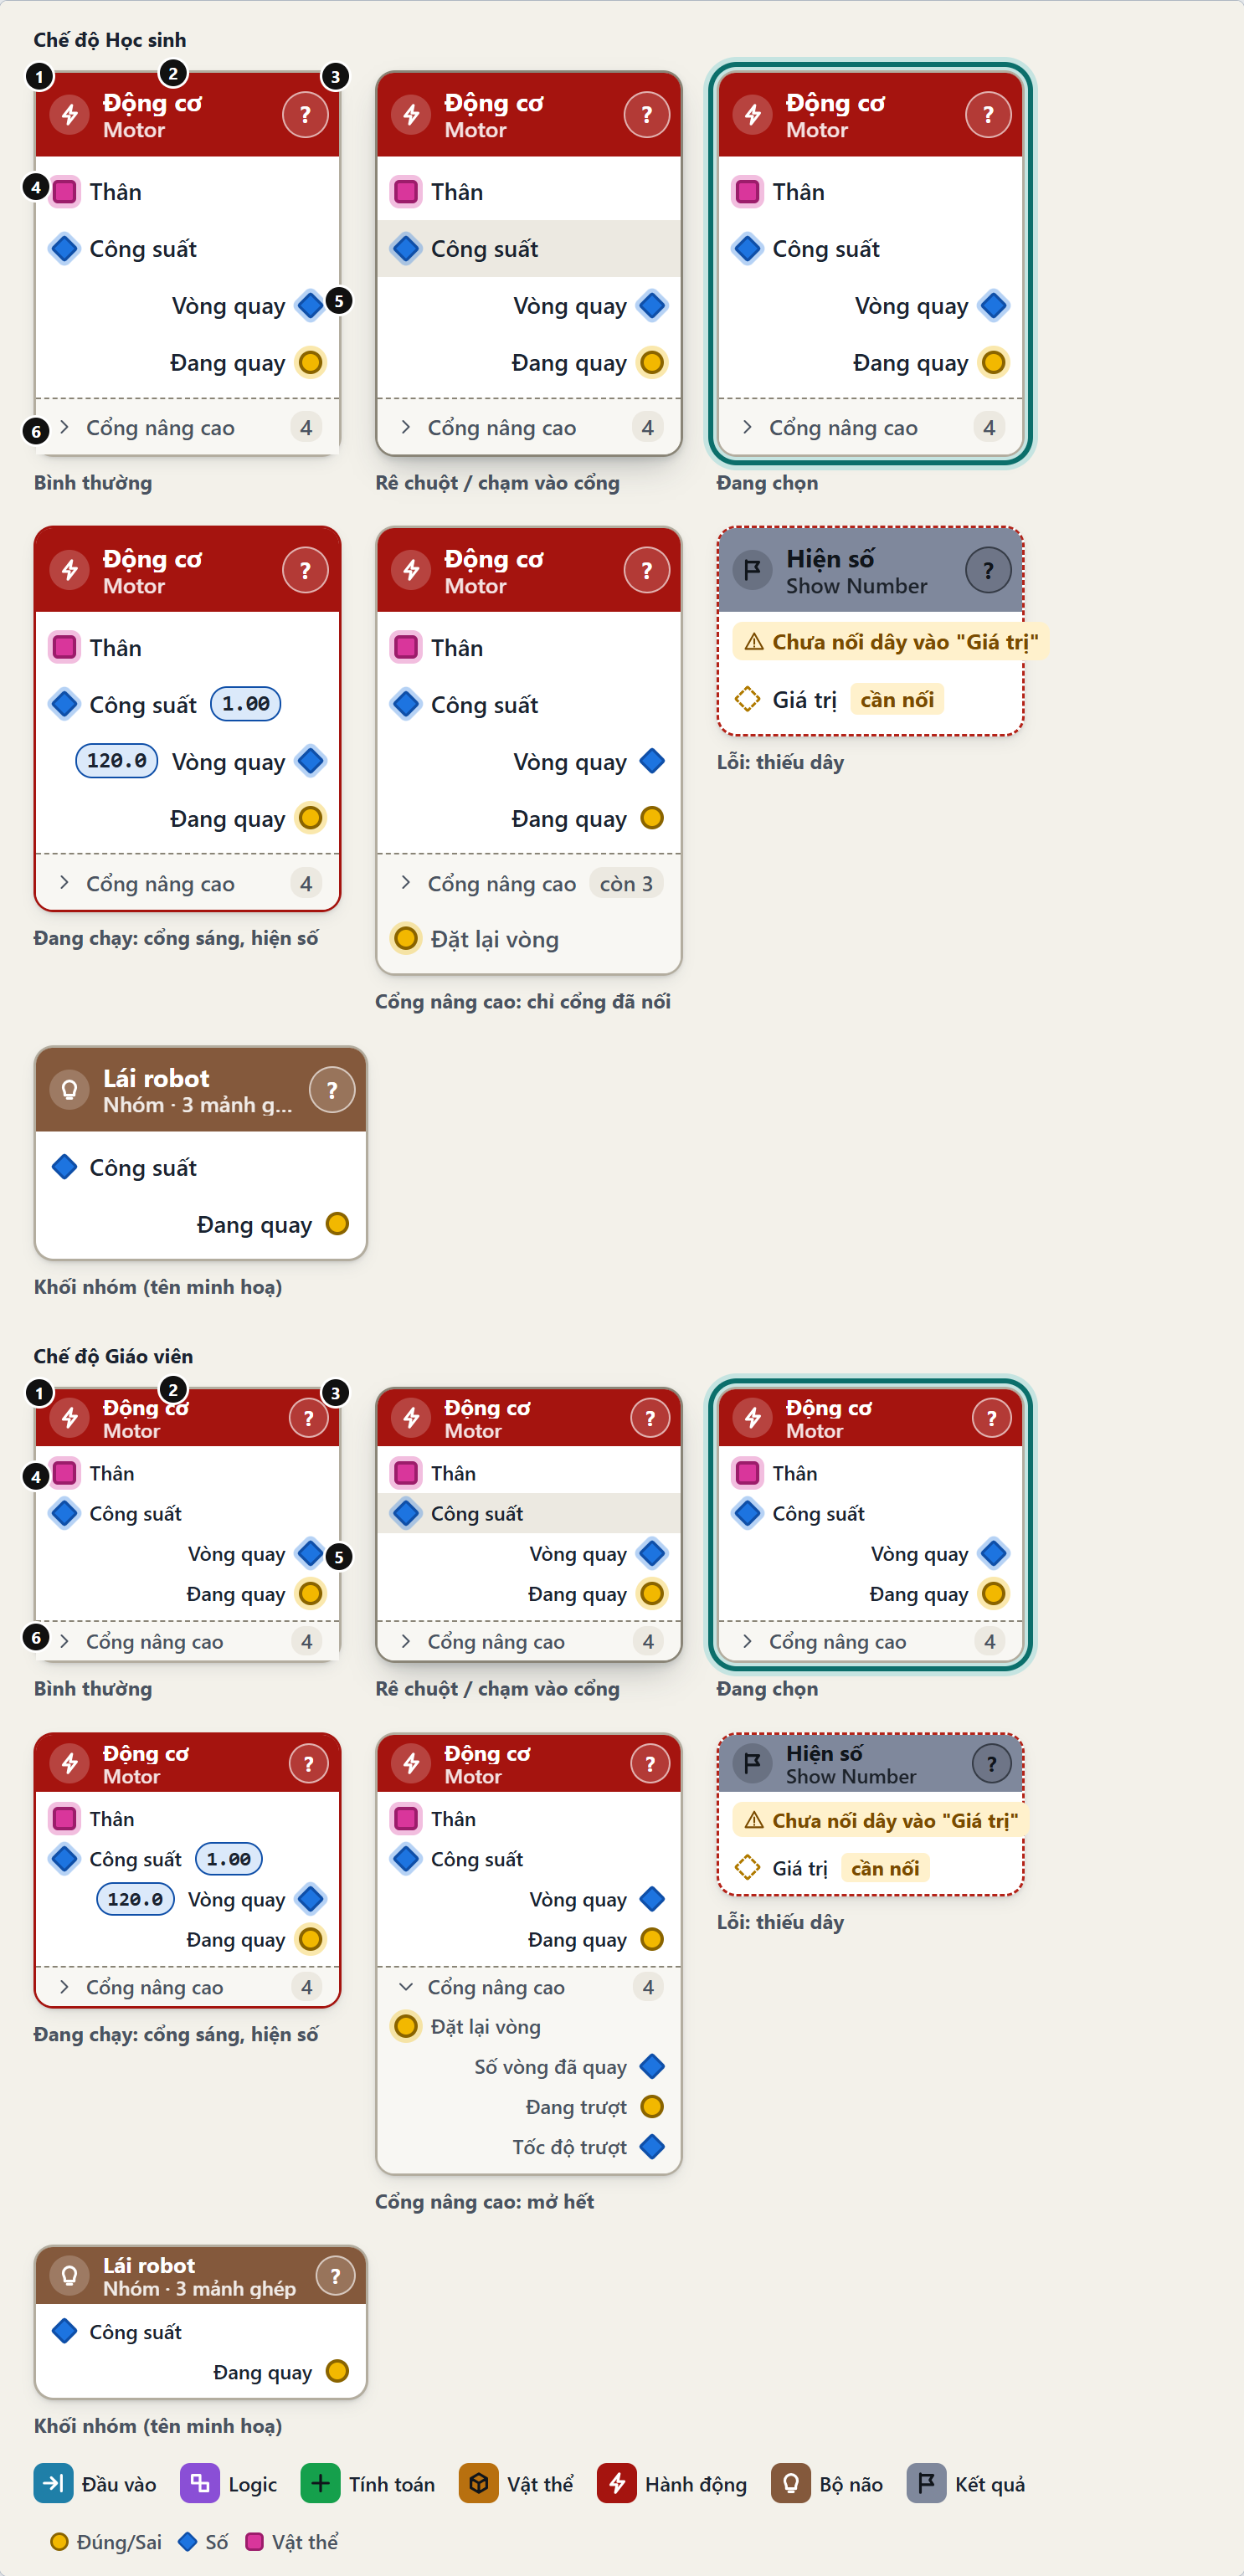 Chế độ Học sinh
1 2 3
Động cơ
Motor
?
4 Thân
Công suất
Vòng quay 5
Đang quay
6 Cổng nâng cao 4
Bình thường
Động cơ
Motor
?
Thân
Công suất
Vòng quay
Đang quay
Cổng nâng cao 4
Rê chuột / chạm vào cổng
Động cơ
Motor
?
Thân
Công suất
Vòng quay
Đang quay
Cổng nâng cao 4
Đang chọn
Động cơ
Motor
?
Thân
Công suất 1.00
120.0 Vòng quay
Đang quay
Cổng nâng cao 4
Đang chạy: cổng sáng, hiện số
Động cơ
Motor
?
Thân
Công suất
Vòng quay
Đang quay
Cổng nâng cao còn 3
Đặt lại vòng
Cổng nâng cao: chỉ cổng đã nối
Hiện số
Show Number
?
Chưa nối dây vào "Giá trị"
Giá trị cần nối
Lỗi: thiếu dây
Lái robot
Nhóm · 3 mảnh g...
?
Công suất
Đang quay
Khối nhóm (tên minh hoạ)
Chế độ Giáo viên
1 2 3
Động cơ
Motor
?
4 Thân
Công suất
Vòng quay 5
Đang quay
6 Cổng nâng cao 4
Bình thường
Động cơ
Motor
?
Thân
Công suất
Vòng quay
Đang quay
Cổng nâng cao 4
Rê chuột / chạm vào cổng
Động cơ
Motor
?
Thân
Công suất
Vòng quay
Đang quay
Cổng nâng cao 4
Đang chọn
Động cơ
Motor
?
Thân
Công suất 1.00
120.0 Vòng quay
Đang quay
Cổng nâng cao 4
Đang chạy: cổng sáng, hiện số
Động cơ
Motor
?
Thân
Công suất
Vòng quay
Đang quay
Cổng nâng cao 4
Đặt lại vòng
Số vòng đã quay
Đang trượt
Tốc độ trượt
Cổng nâng cao: mở hết
Hiện số
Show Number
?
Chưa nối dây vào "Giá trị"
Giá trị cần nối
Lỗi: thiếu dây
Lái robot
Nhóm · 3 mảnh ghép
?
Công suất
Đang quay
Khối nhóm (tên minh hoạ)
Đầu vào Logic Tính toán Vật thể Hành động Bộ não Kết quả
Đúng/Sai Số Vật thể